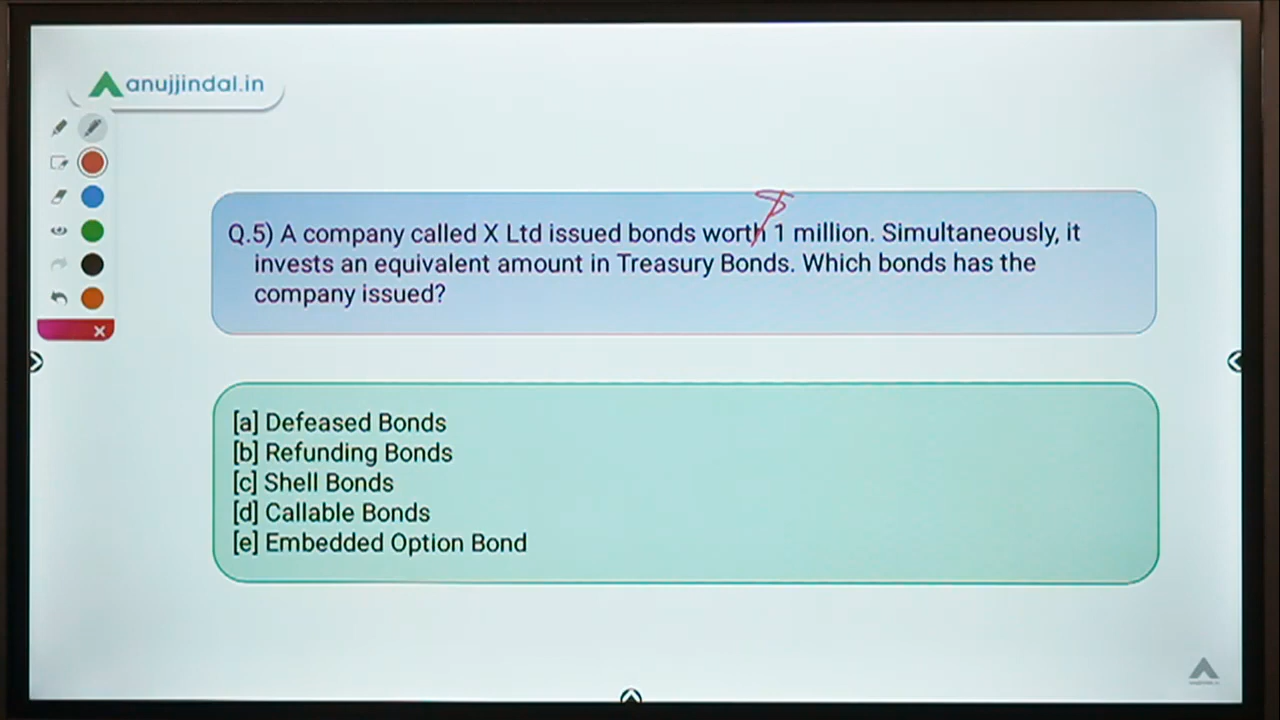 anujjindal.in
Q.5) A company called X Ltd issued bonds worth 1 million. Simultaneously, it
invests an equivalent amount in Treasury Bonds. Which bonds has the
company issued?
[a] Defeased Bonds
[b] Refunding Bonds
[c] Shell Bonds
[d] Callable Bonds
[e] Embedded Option Bond